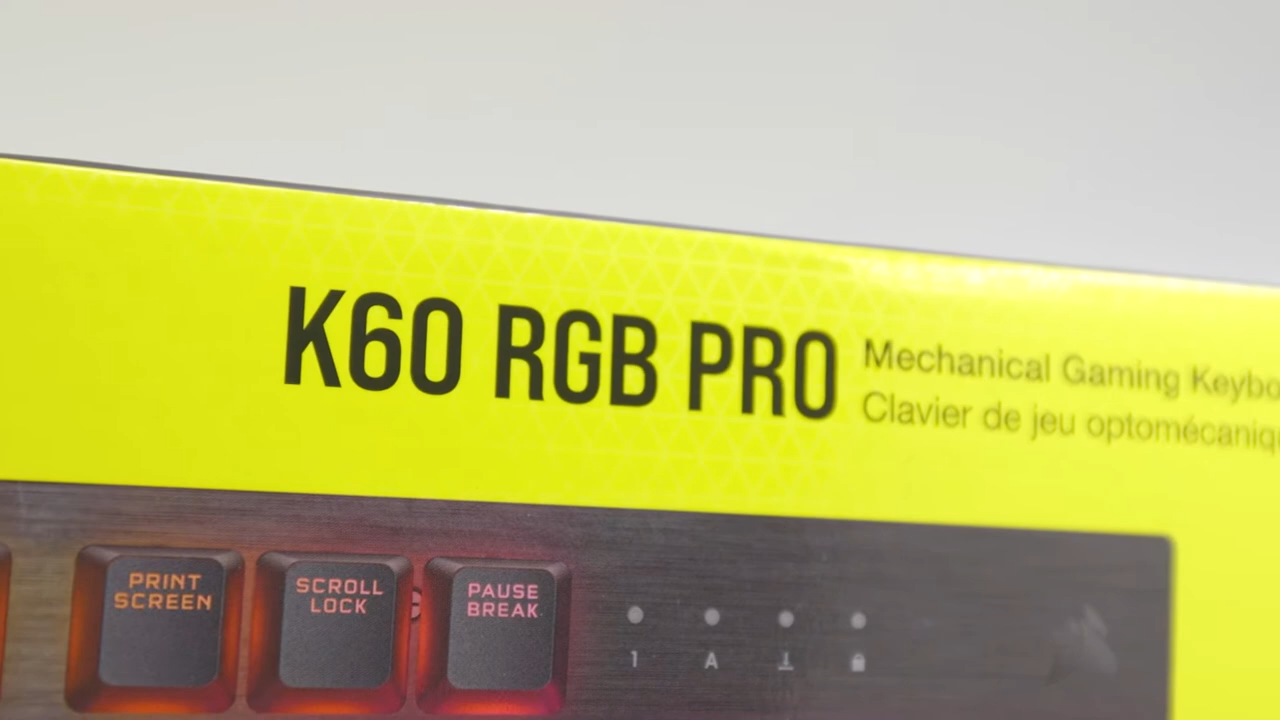 K60 RGB PRO
Mechanical Gaming Keybo
Clavier de jeu optomécaniq
PRINT
SCREEN
SCROLL
LOCK
PAUSE
BREAK
1 A